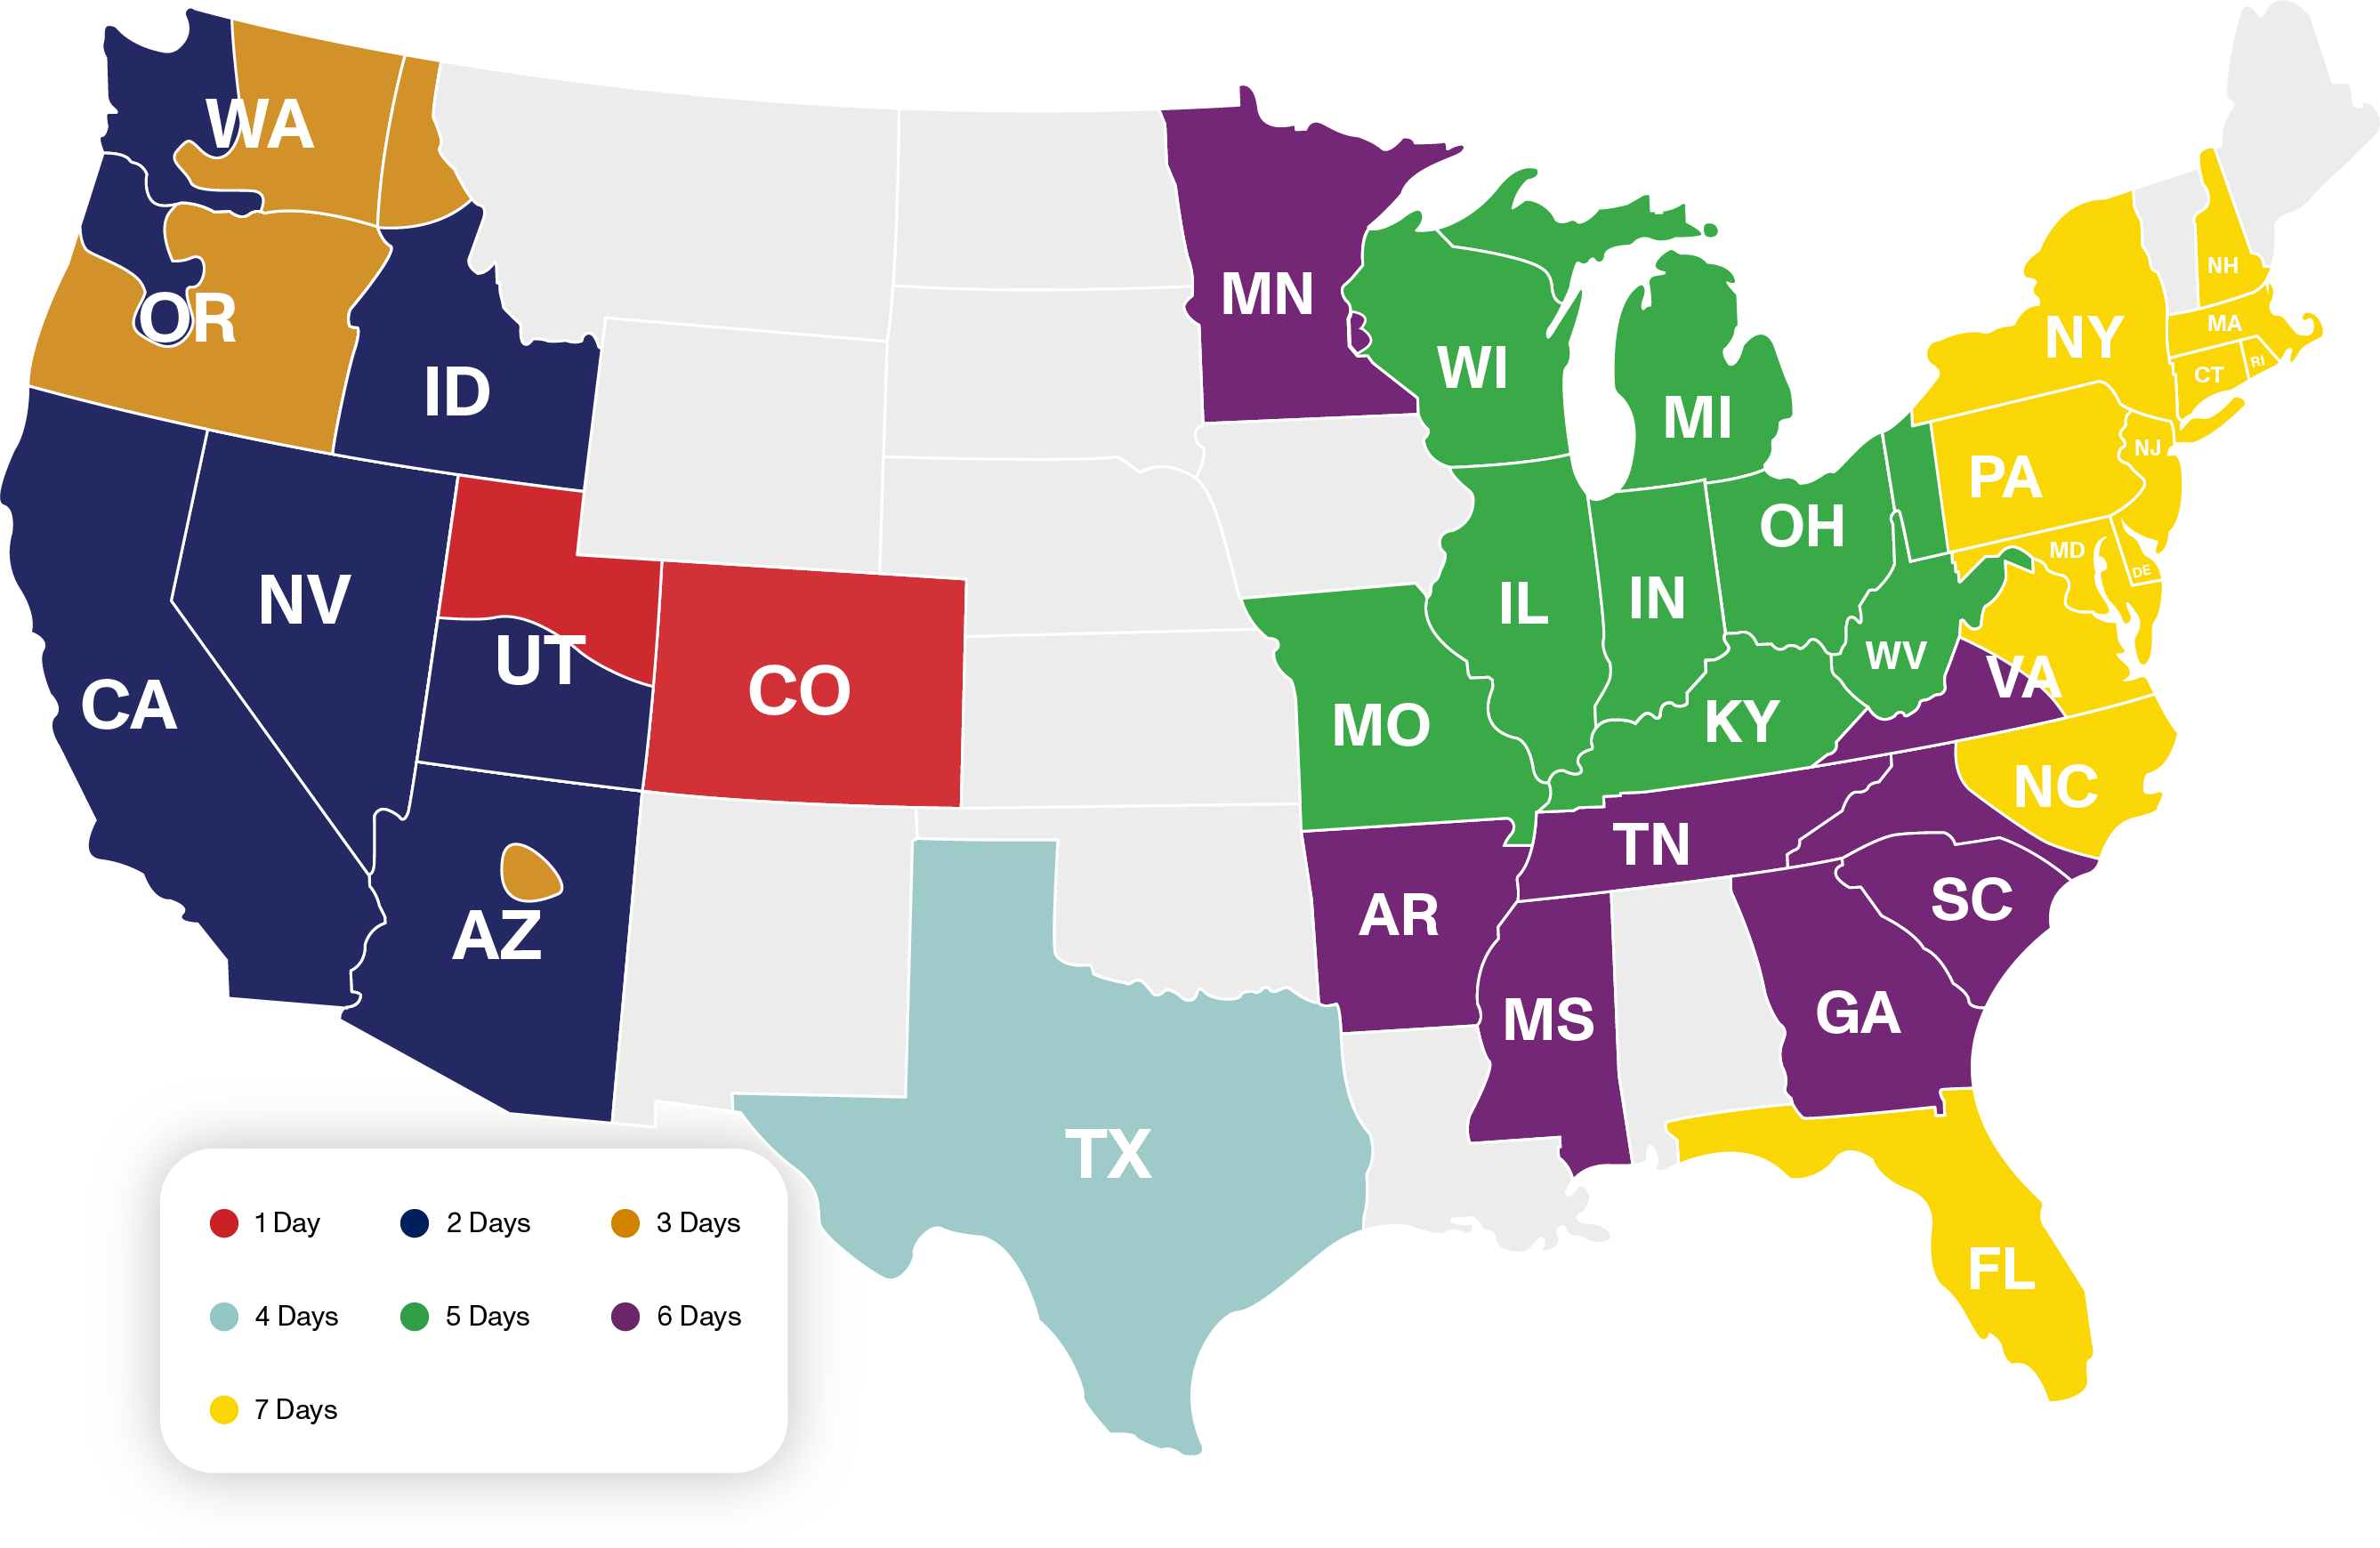 WA
OR
ID
MN
WI
MI
NH
NY
MA
CT
RI
PA
NJ
OH
MD
DE
NV
UT
CO
CA
IL
IN
WV
VA
MO
KY
NC
TN
AR
SC
AZ
MS
GA
TX
FL
1 Day
2 Days
3 Days
4 Days
5 Days
6 Days
7 Days